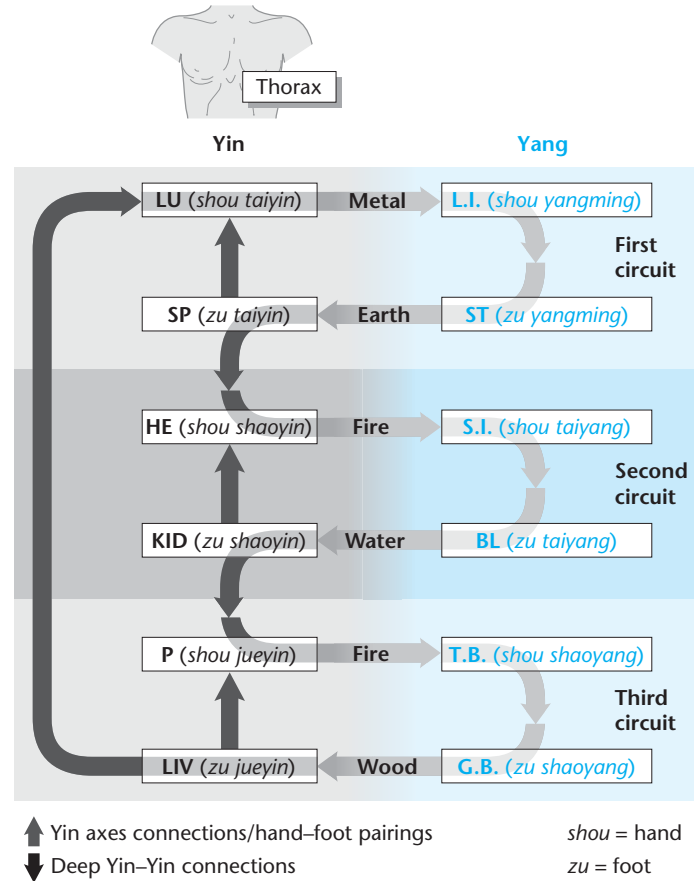 Thorax
Yin Yang
LU (shou taiyin) Metal L.I. (shou yangming)
First
circuit
SP (zu taiyin) Earth ST (zu yangming)
HE (shou shaoyin) Fire S.I. (shou taiyang)
Second
circuit
KID (zu shaoyin) Water BL (zu taiyang)
P (shou jueyin) Fire T.B. (shou shaoyang)
Third
circuit
LIV (zu jueyin) Wood G.B. (zu shaoyang)
Yin axes connections/hand–foot pairings shou = hand
Deep Yin–Yin connections zu = foot